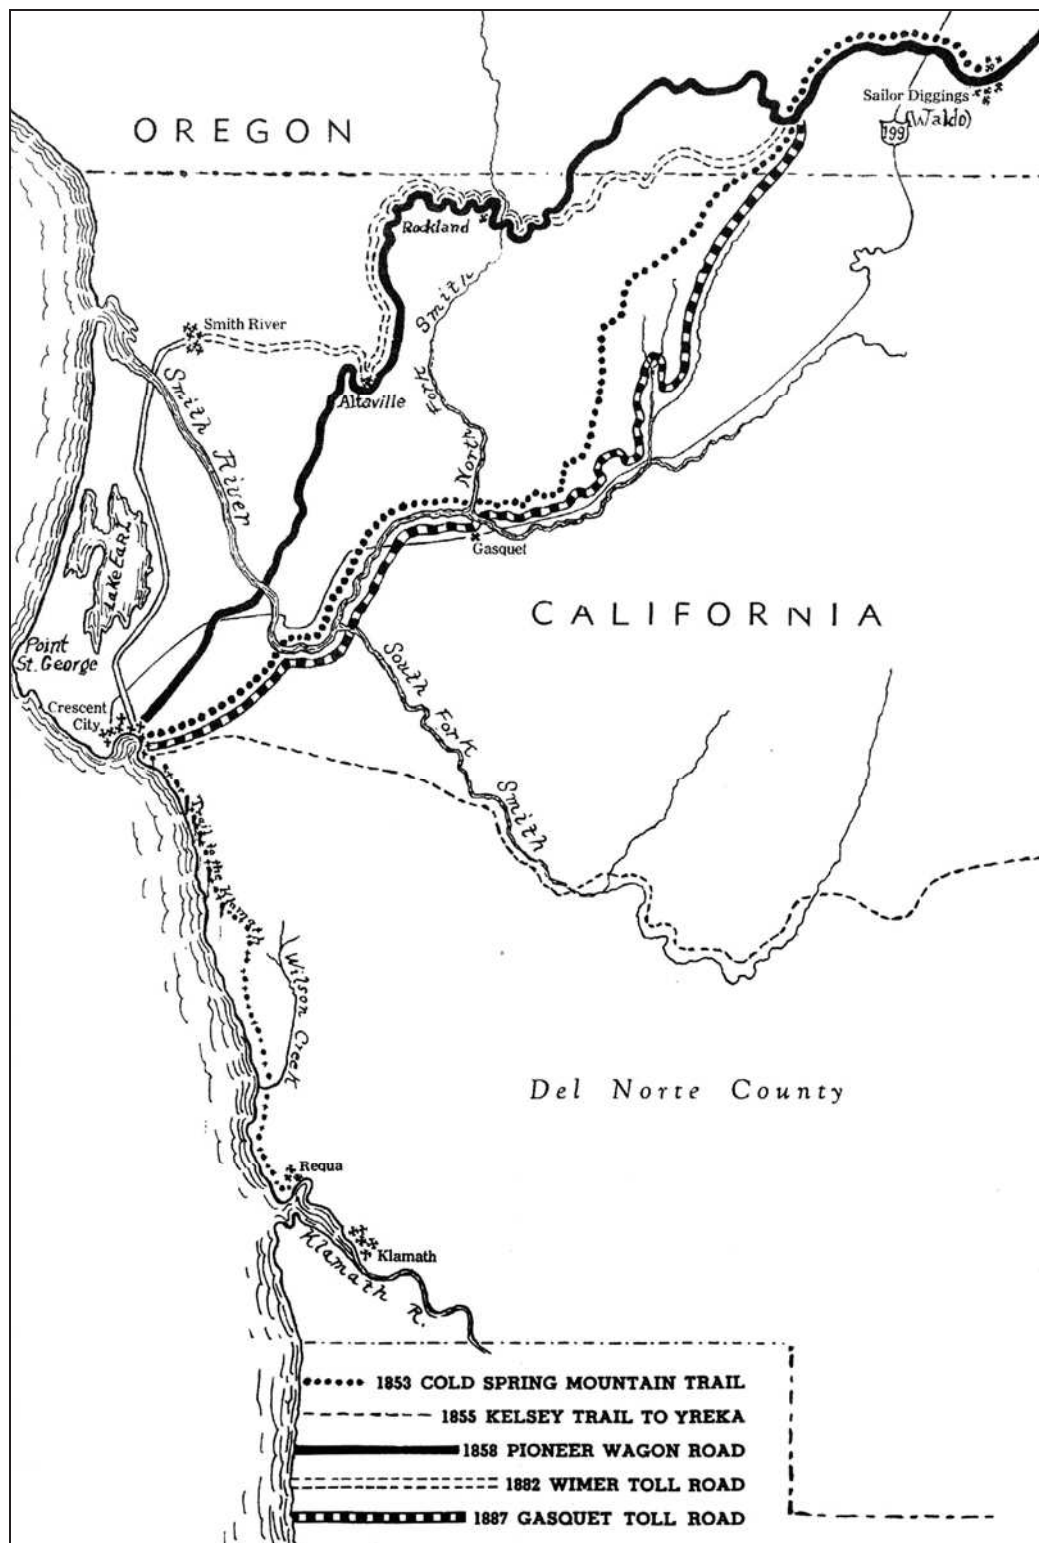 OREGON
Sailor Diggings
(Waldo)
199
Rockland
Smith River
Altaville
Smith River
North Fork Smith
Gasquet
Lake Earl
CALIFORNIA
Point
St. George
Crescent
City
South Fork Smith
Trail to the Klamath
Wilson Creek
Del Norte County
Requa
Klamath
Klamath R.
1853 COLD SPRING MOUNTAIN TRAIL
1855 KELSEY TRAIL TO YREKA
1858 PIONEER WAGON ROAD
1882 WIMER TOLL ROAD
1887 GASQUET TOLL ROAD